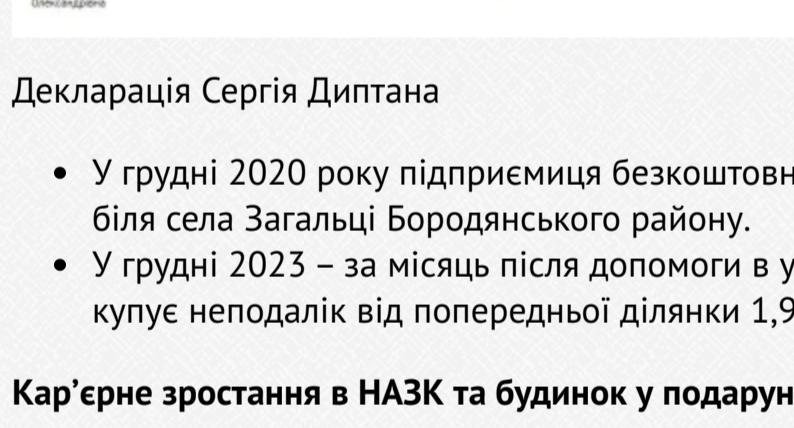 Олександрівна
Декларація Сергія Диптана
• У грудні 2020 року підприємиця безкоштовн
біля села Загальці Бородянського району.
• У грудні 2023 – за місяць після допомоги в у
купує неподалік від попередньої ділянки 1,9
Кар’єрне зростання в НАЗК та будинок у подарун